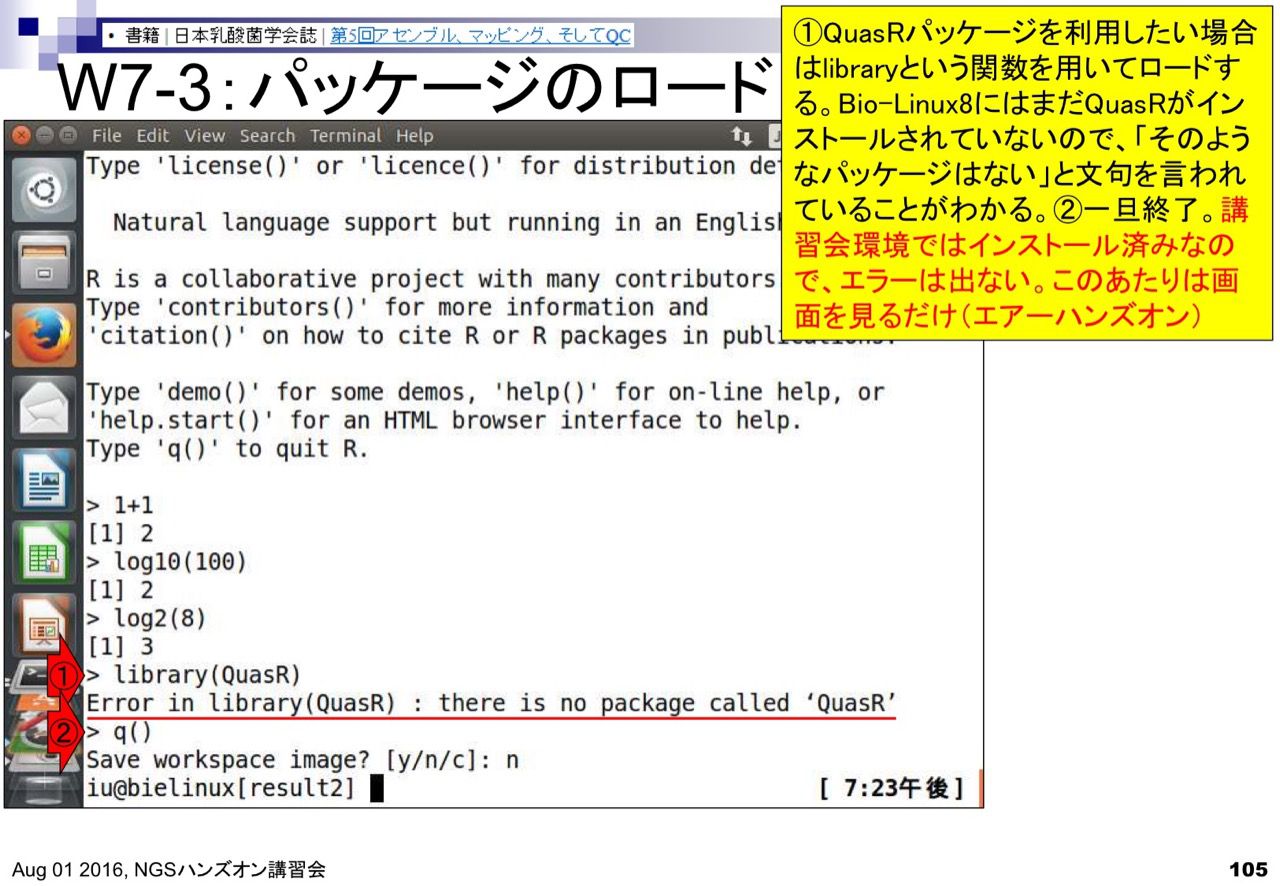 • 書籍 | 日本乳酸菌学会誌 | 第5回アセンブル、マッピング、そしてQC
W7-3：パッケージのロード
①QuasRパッケージを利用したい場合
はlibraryという関数を用いてロードす
る。Bio-Linux8にはまだQuasRがイン
ストールされていないので、「そのよう
なパッケージはない」と文句を言われ
ていることがわかる。②一旦終了。講
習会環境ではインストール済みなの
で、エラーは出ない。このあたりは画
面を見るだけ（エアーハンズオン）
File Edit View Search Terminal Help
Type 'license()' or 'licence()' for distribution de
Natural language support but running in an Englis
R is a collaborative project with many contributors
Type 'contributors()' for more information and
'citation()' on how to cite R or R packages in publications.
Type 'demo()' for some demos, 'help()' for on-line help, or
'help.start()' for an HTML browser interface to help.
Type 'q()' to quit R.
> 1+1
[1] 2
> log10(100)
[1] 2
> log2(8)
[1] 3
① > library(QuasR)
Error in library(QuasR) : there is no package called ‘QuasR’
② > q()
Save workspace image? [y/n/c]: n
iu@bielinux[result2] [ 7:23午後]
Aug 01 2016, NGSハンズオン講習会
105